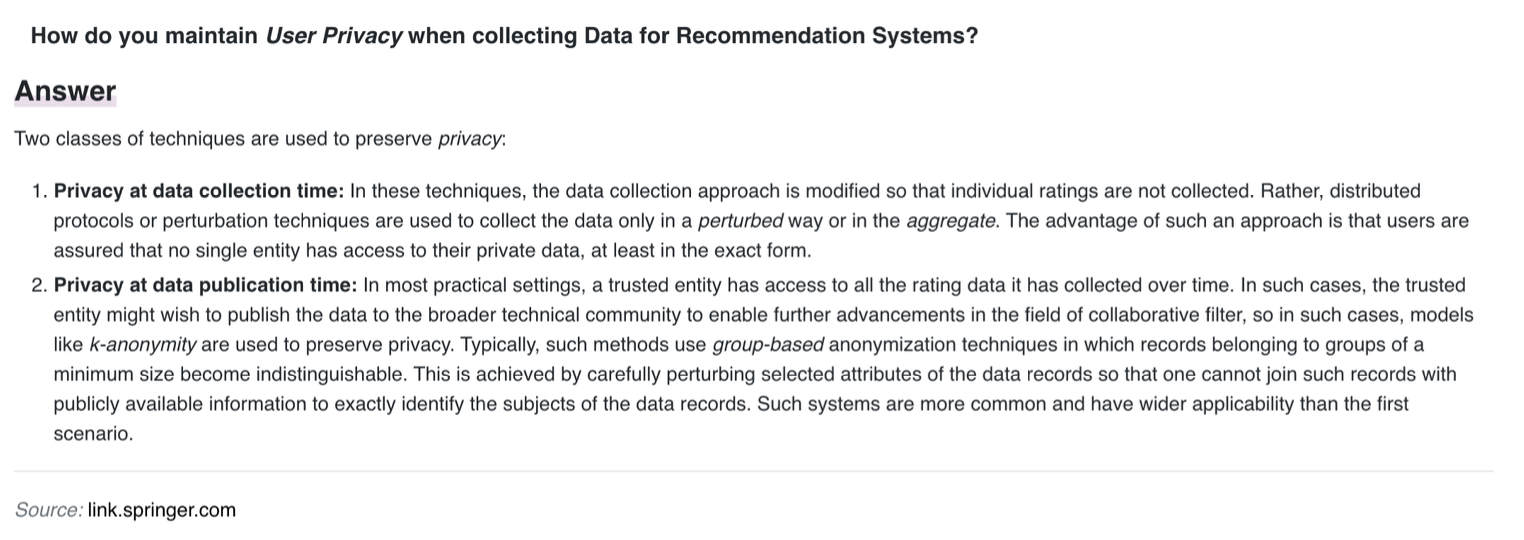 How do you maintain User Privacy when collecting Data for Recommendation Systems?
Answer
Two classes of techniques are used to preserve privacy:
1. Privacy at data collection time: In these techniques, the data collection approach is modified so that individual ratings are not collected. Rather, distributed
protocols or perturbation techniques are used to collect the data only in a perturbed way or in the aggregate. The advantage of such an approach is that users are
assured that no single entity has access to their private data, at least in the exact form.
2. Privacy at data publication time: In most practical settings, a trusted entity has access to all the rating data it has collected over time. In such cases, the trusted
entity might wish to publish the data to the broader technical community to enable further advancements in the field of collaborative filter, so in such cases, models
like k-anonymity are used to preserve privacy. Typically, such methods use group-based anonymization techniques in which records belonging to groups of a
minimum size become indistinguishable. This is achieved by carefully perturbing selected attributes of the data records so that one cannot join such records with
publicly available information to exactly identify the subjects of the data records. Such systems are more common and have wider applicability than the first
scenario.
Source: link.springer.com